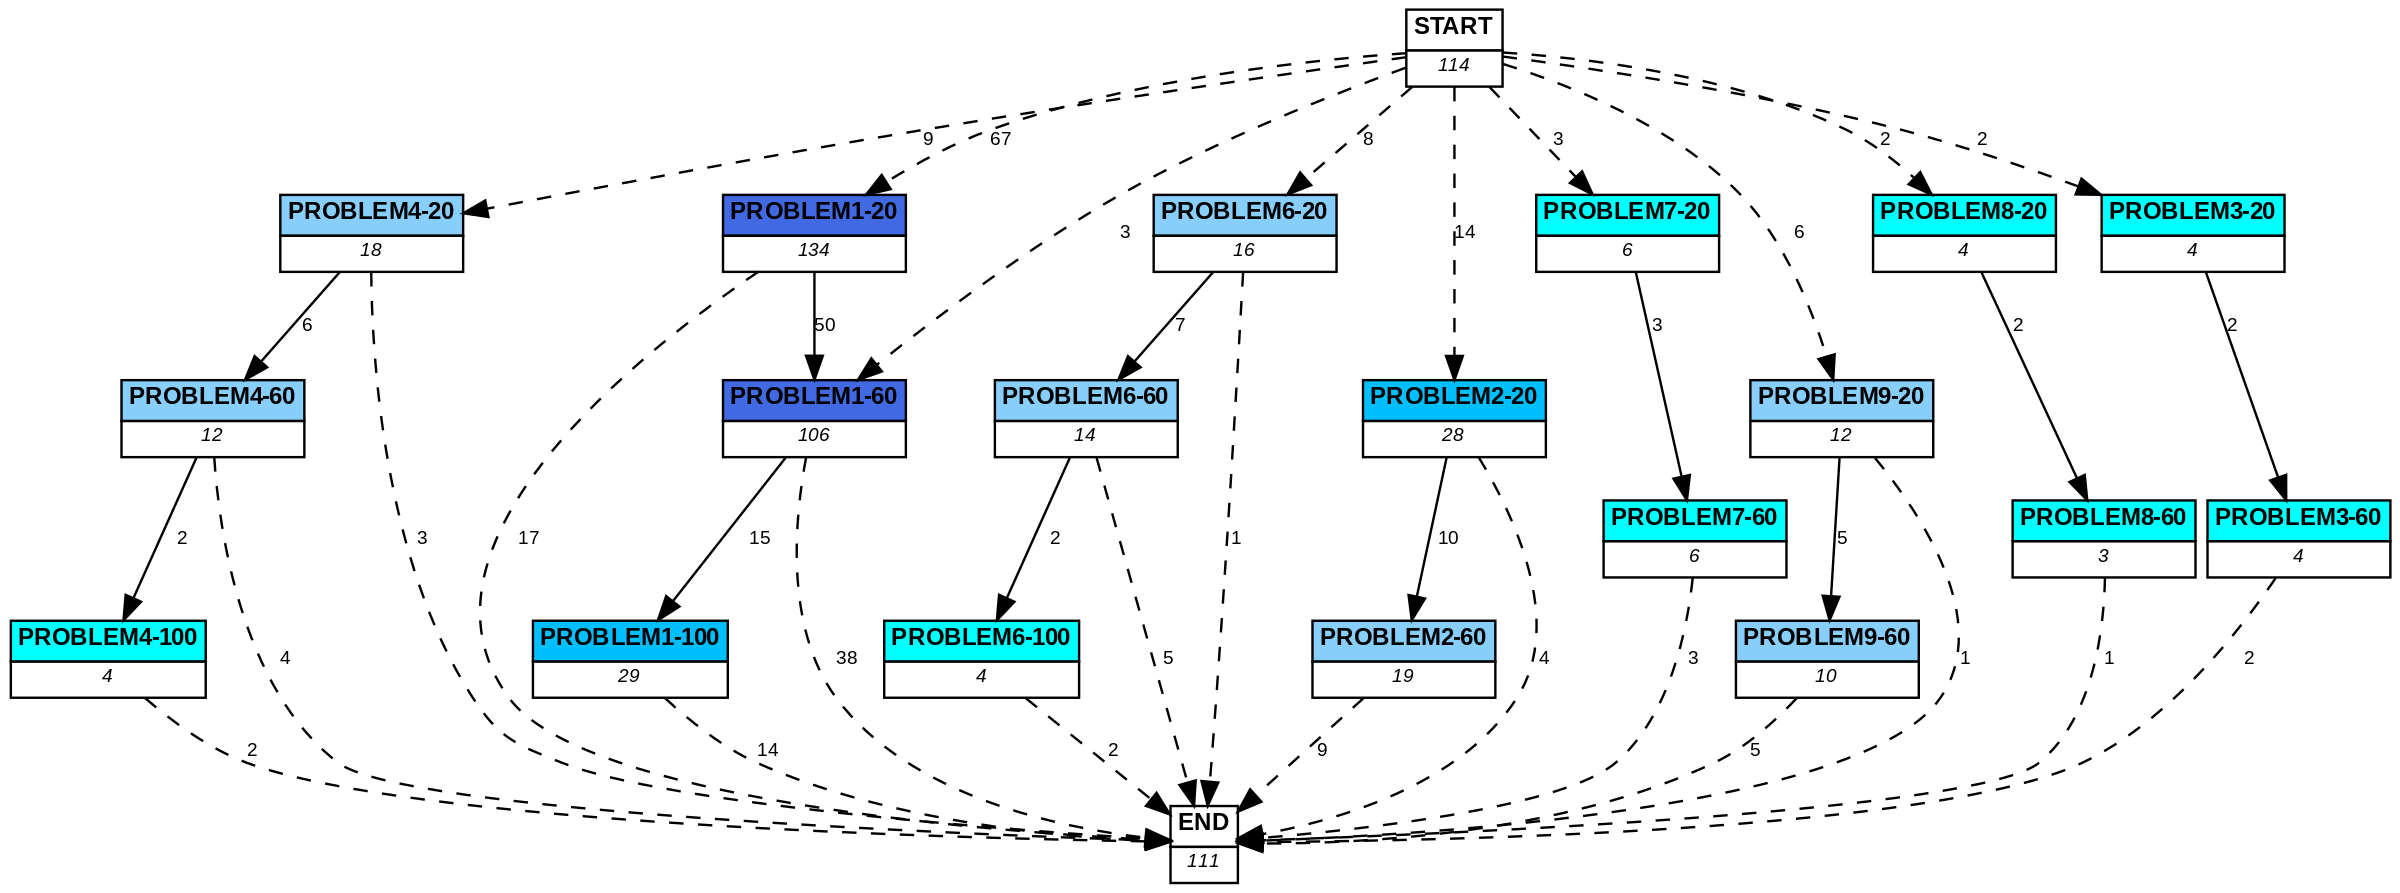 START
114
9
67
8
3
2
2
PROBLEM4-20
18
PROBLEM1-20
134
3
PROBLEM6-20
16
14
PROBLEM7-20
6
6
PROBLEM8-20
4
PROBLEM3-20
4
6
50
7
3
2
2
PROBLEM4-60
12
PROBLEM1-60
106
PROBLEM6-60
14
PROBLEM2-20
28
PROBLEM9-20
12
2
3
17
15
2
1
10
4
PROBLEM7-60
6
5
PROBLEM8-60
3
PROBLEM3-60
4
PROBLEM4-100
4
4
PROBLEM1-100
29
38
PROBLEM6-100
4
5
PROBLEM2-60
19
3
PROBLEM9-60
10
1
1
2
2
14
2
9
5
END
111